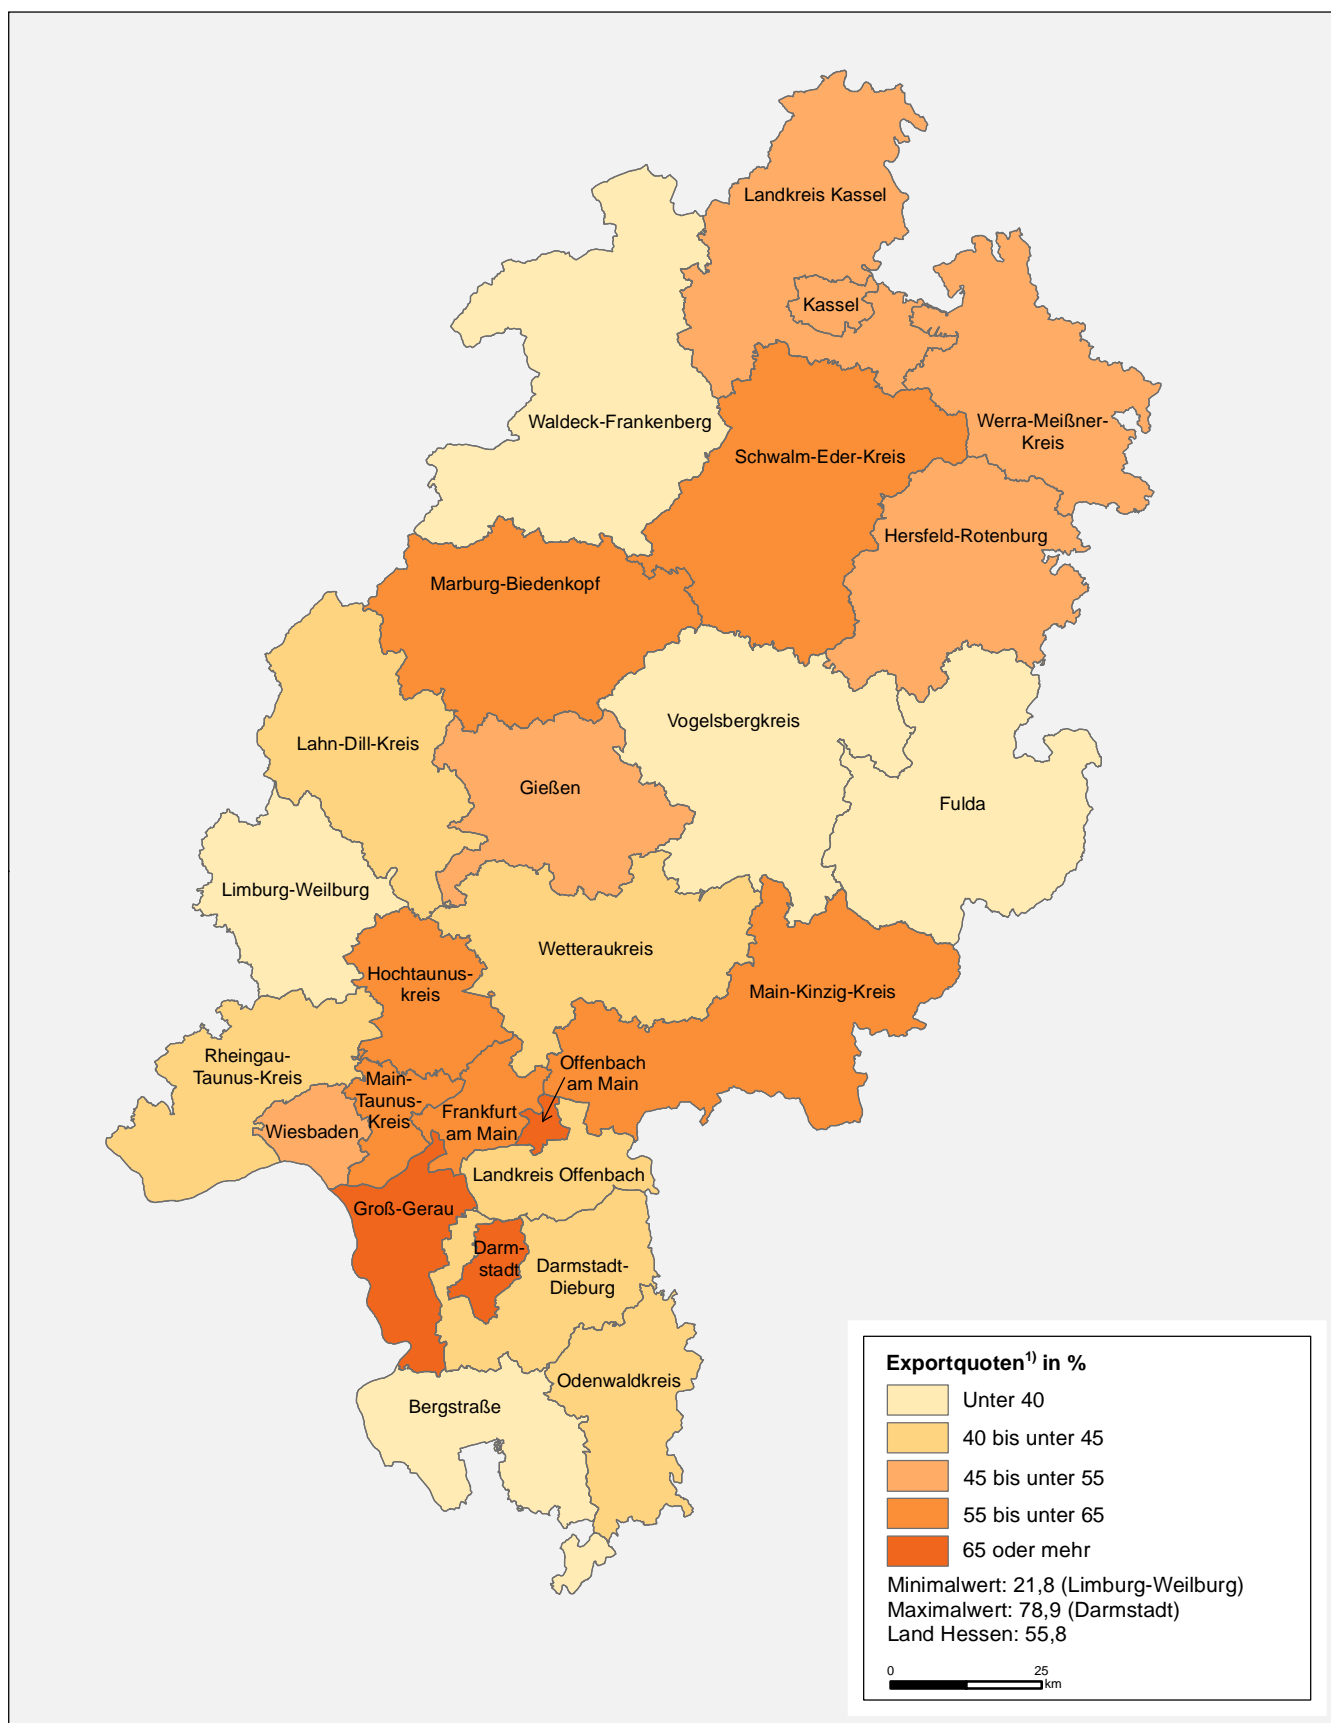 Landkreis Kassel
Kassel
Waldeck-Frankenberg
Werra-Meißner-
Kreis
Schwalm-Eder-Kreis
Hersfeld-Rotenburg
Marburg-Biedenkopf
Vogelsbergkreis
Lahn-Dill-Kreis
Gießen
Fulda
Limburg-Weilburg
Wetteraukreis
Hochtaunus-
kreis
Main-Kinzig-Kreis
Rheingau-
Taunus-Kreis
Offenbach
am Main
Main-
Taunus-
Kreis
Frankfurt
am Main
Wiesbaden
Landkreis Offenbach
Groß-Gerau
Darm-
stadt
Darmstadt-
Dieburg
Odenwaldkreis
Bergstraße
Exportquoten1) in %
Unter 40
40 bis unter 45
45 bis unter 55
55 bis unter 65
65 oder mehr
Minimalwert: 21,8 (Limburg-Weilburg)
Maximalwert: 78,9 (Darmstadt)
Land Hessen: 55,8
0 25
km